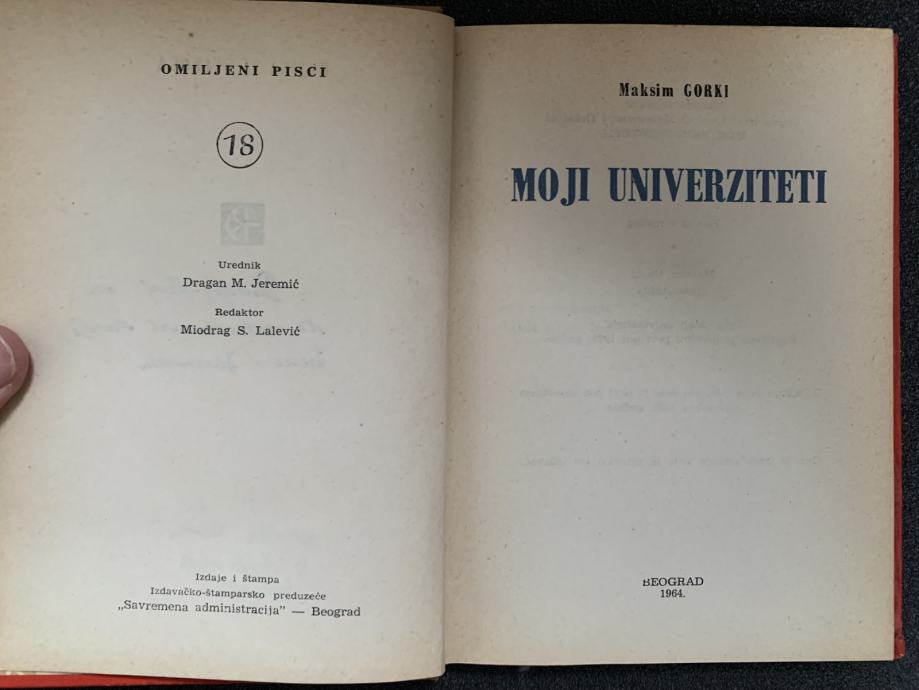 OMILJENI PISCI
18
Urednik
Dragan M. Jeremić
Redaktor
Miodrag S. Lalević
Izdaje i štampa
Izdavačko-štamparsko preduzeće
„Savremena administracija” — Beograd
Maksim GORKI
MOJI UNIVERZITETI
BEOGRAD
1964.